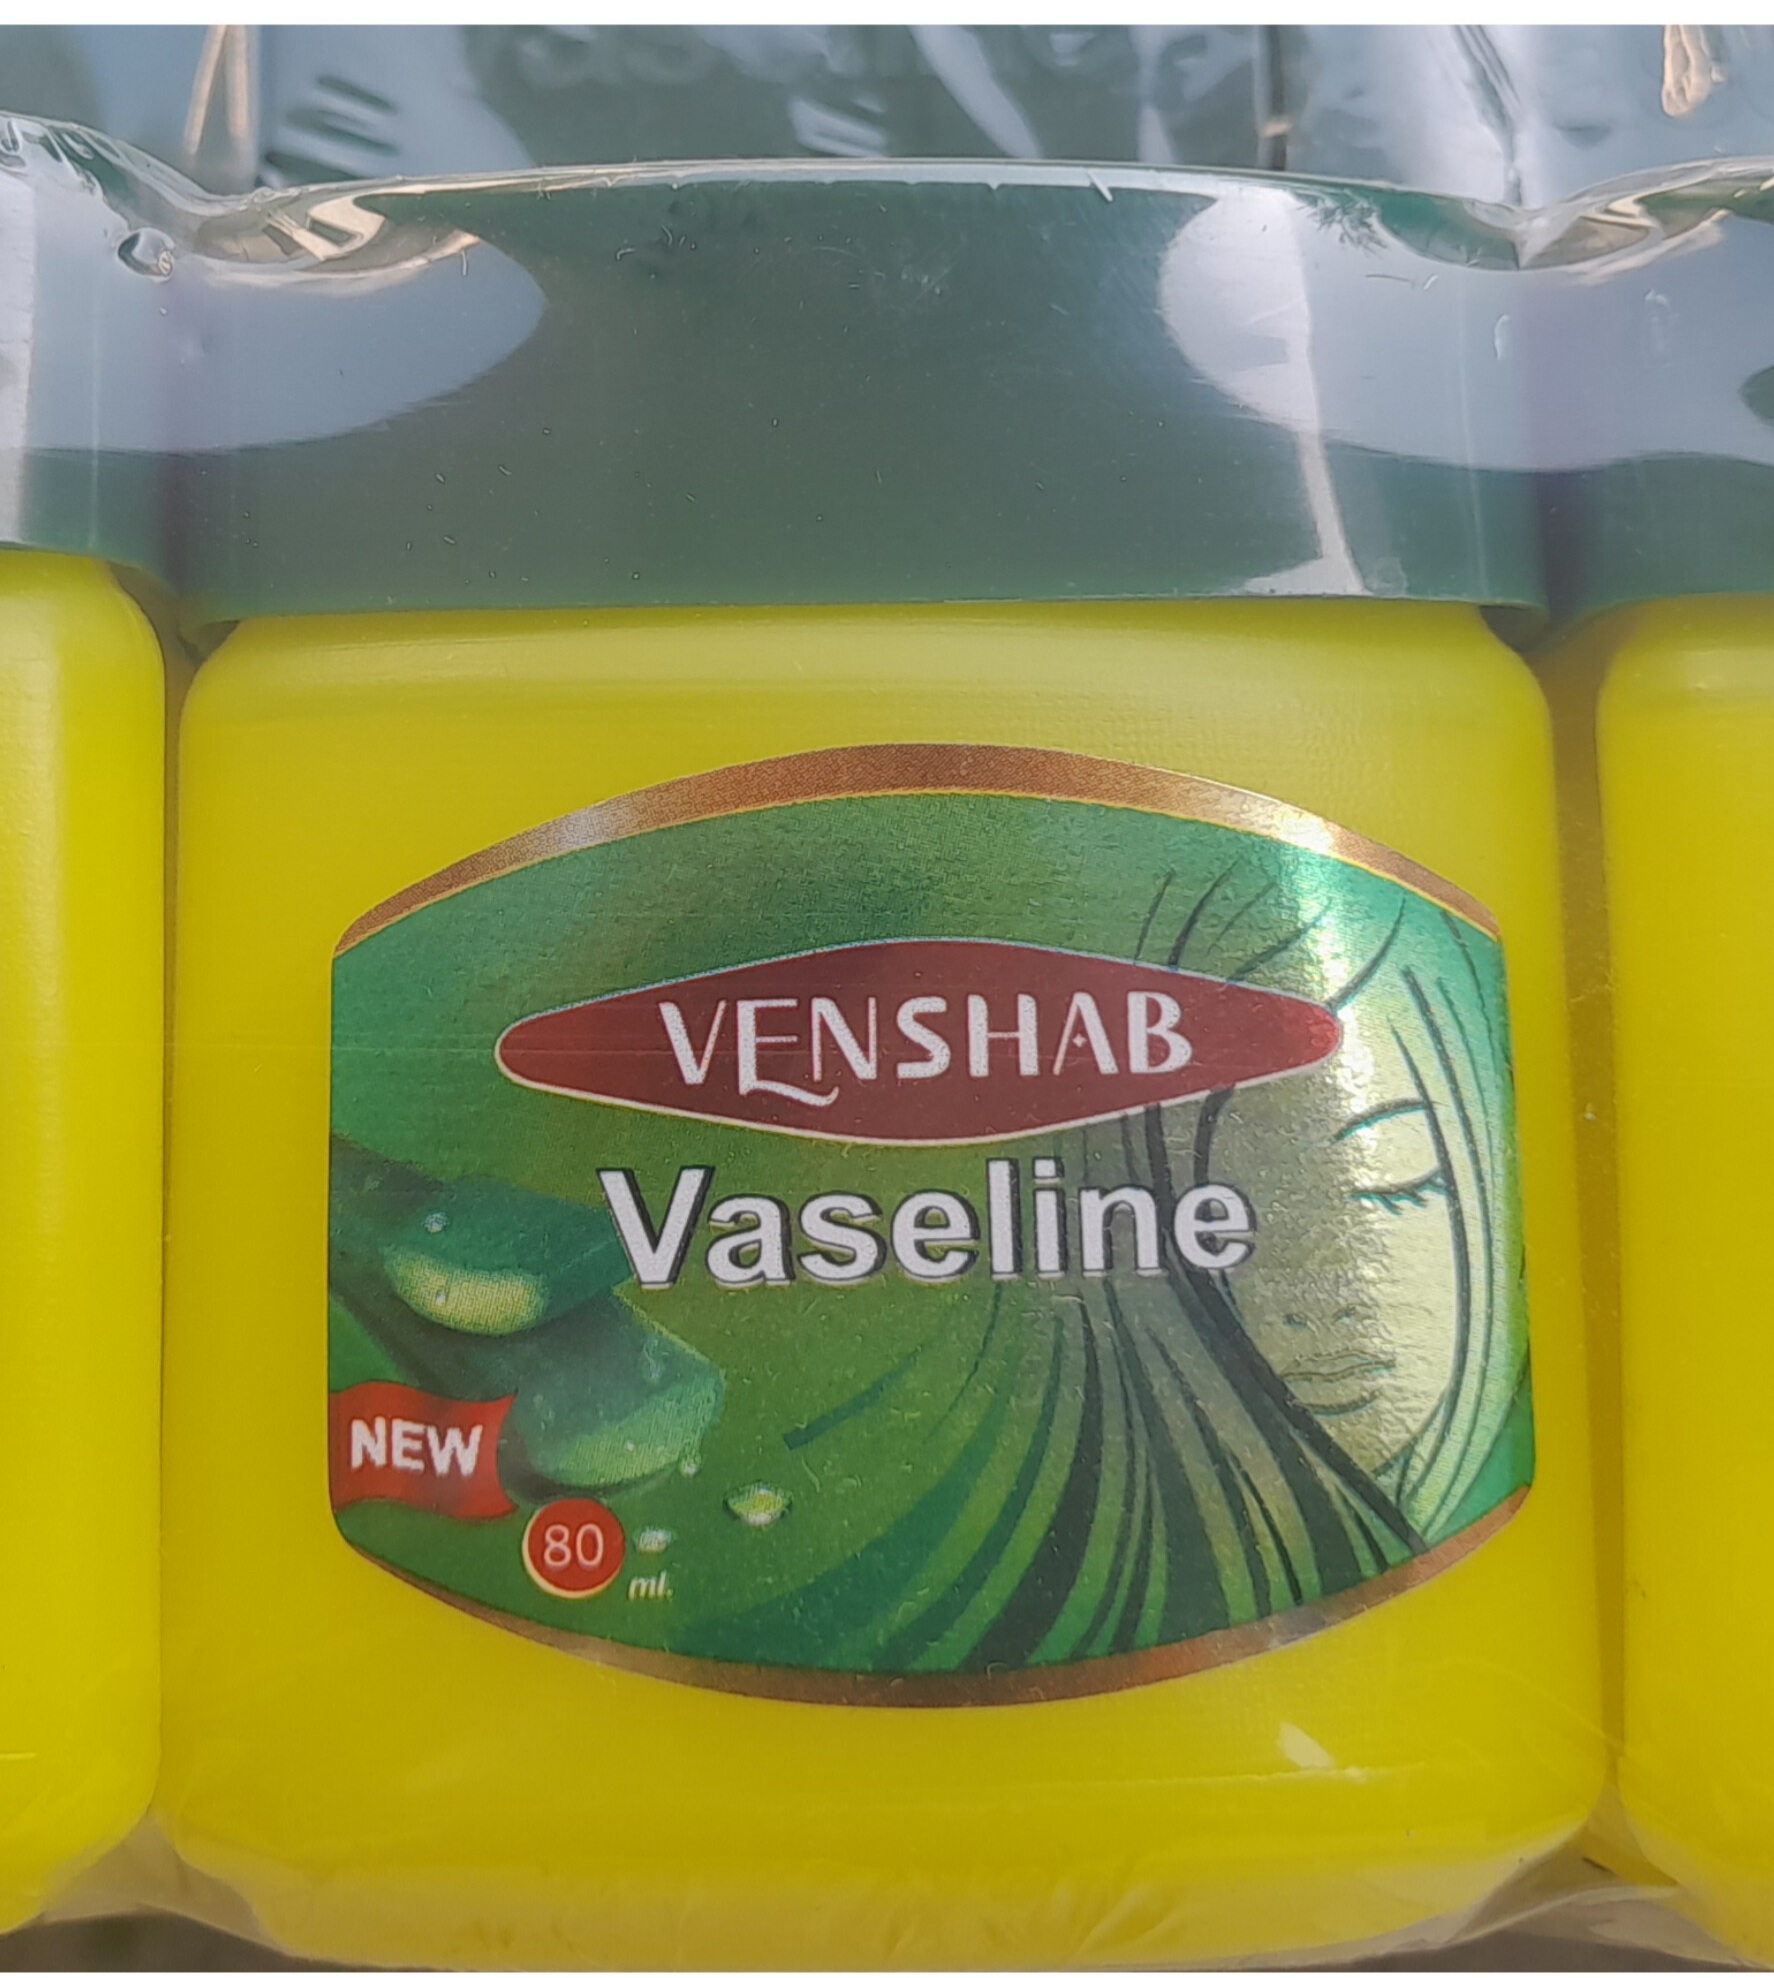 VENSHAB
Vaseline
NEW
80
ml.